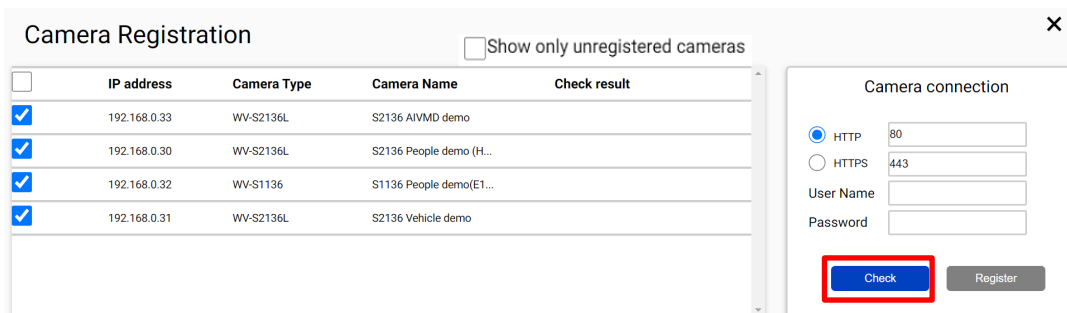 Camera Registration
Show only unregistered cameras
IP address Camera Type Camera Name Check result
192.168.0.33 WV-S2136L S2136 AIVMD demo
192.168.0.30 WV-S2136L S2136 People demo (H...
192.168.0.32 WV-S1136 S1136 People demo(E1...
192.168.0.31 WV-S2136L S2136 Vehicle demo
Camera connection
HTTP 80
HTTPS 443
User Name
Password
Check Register